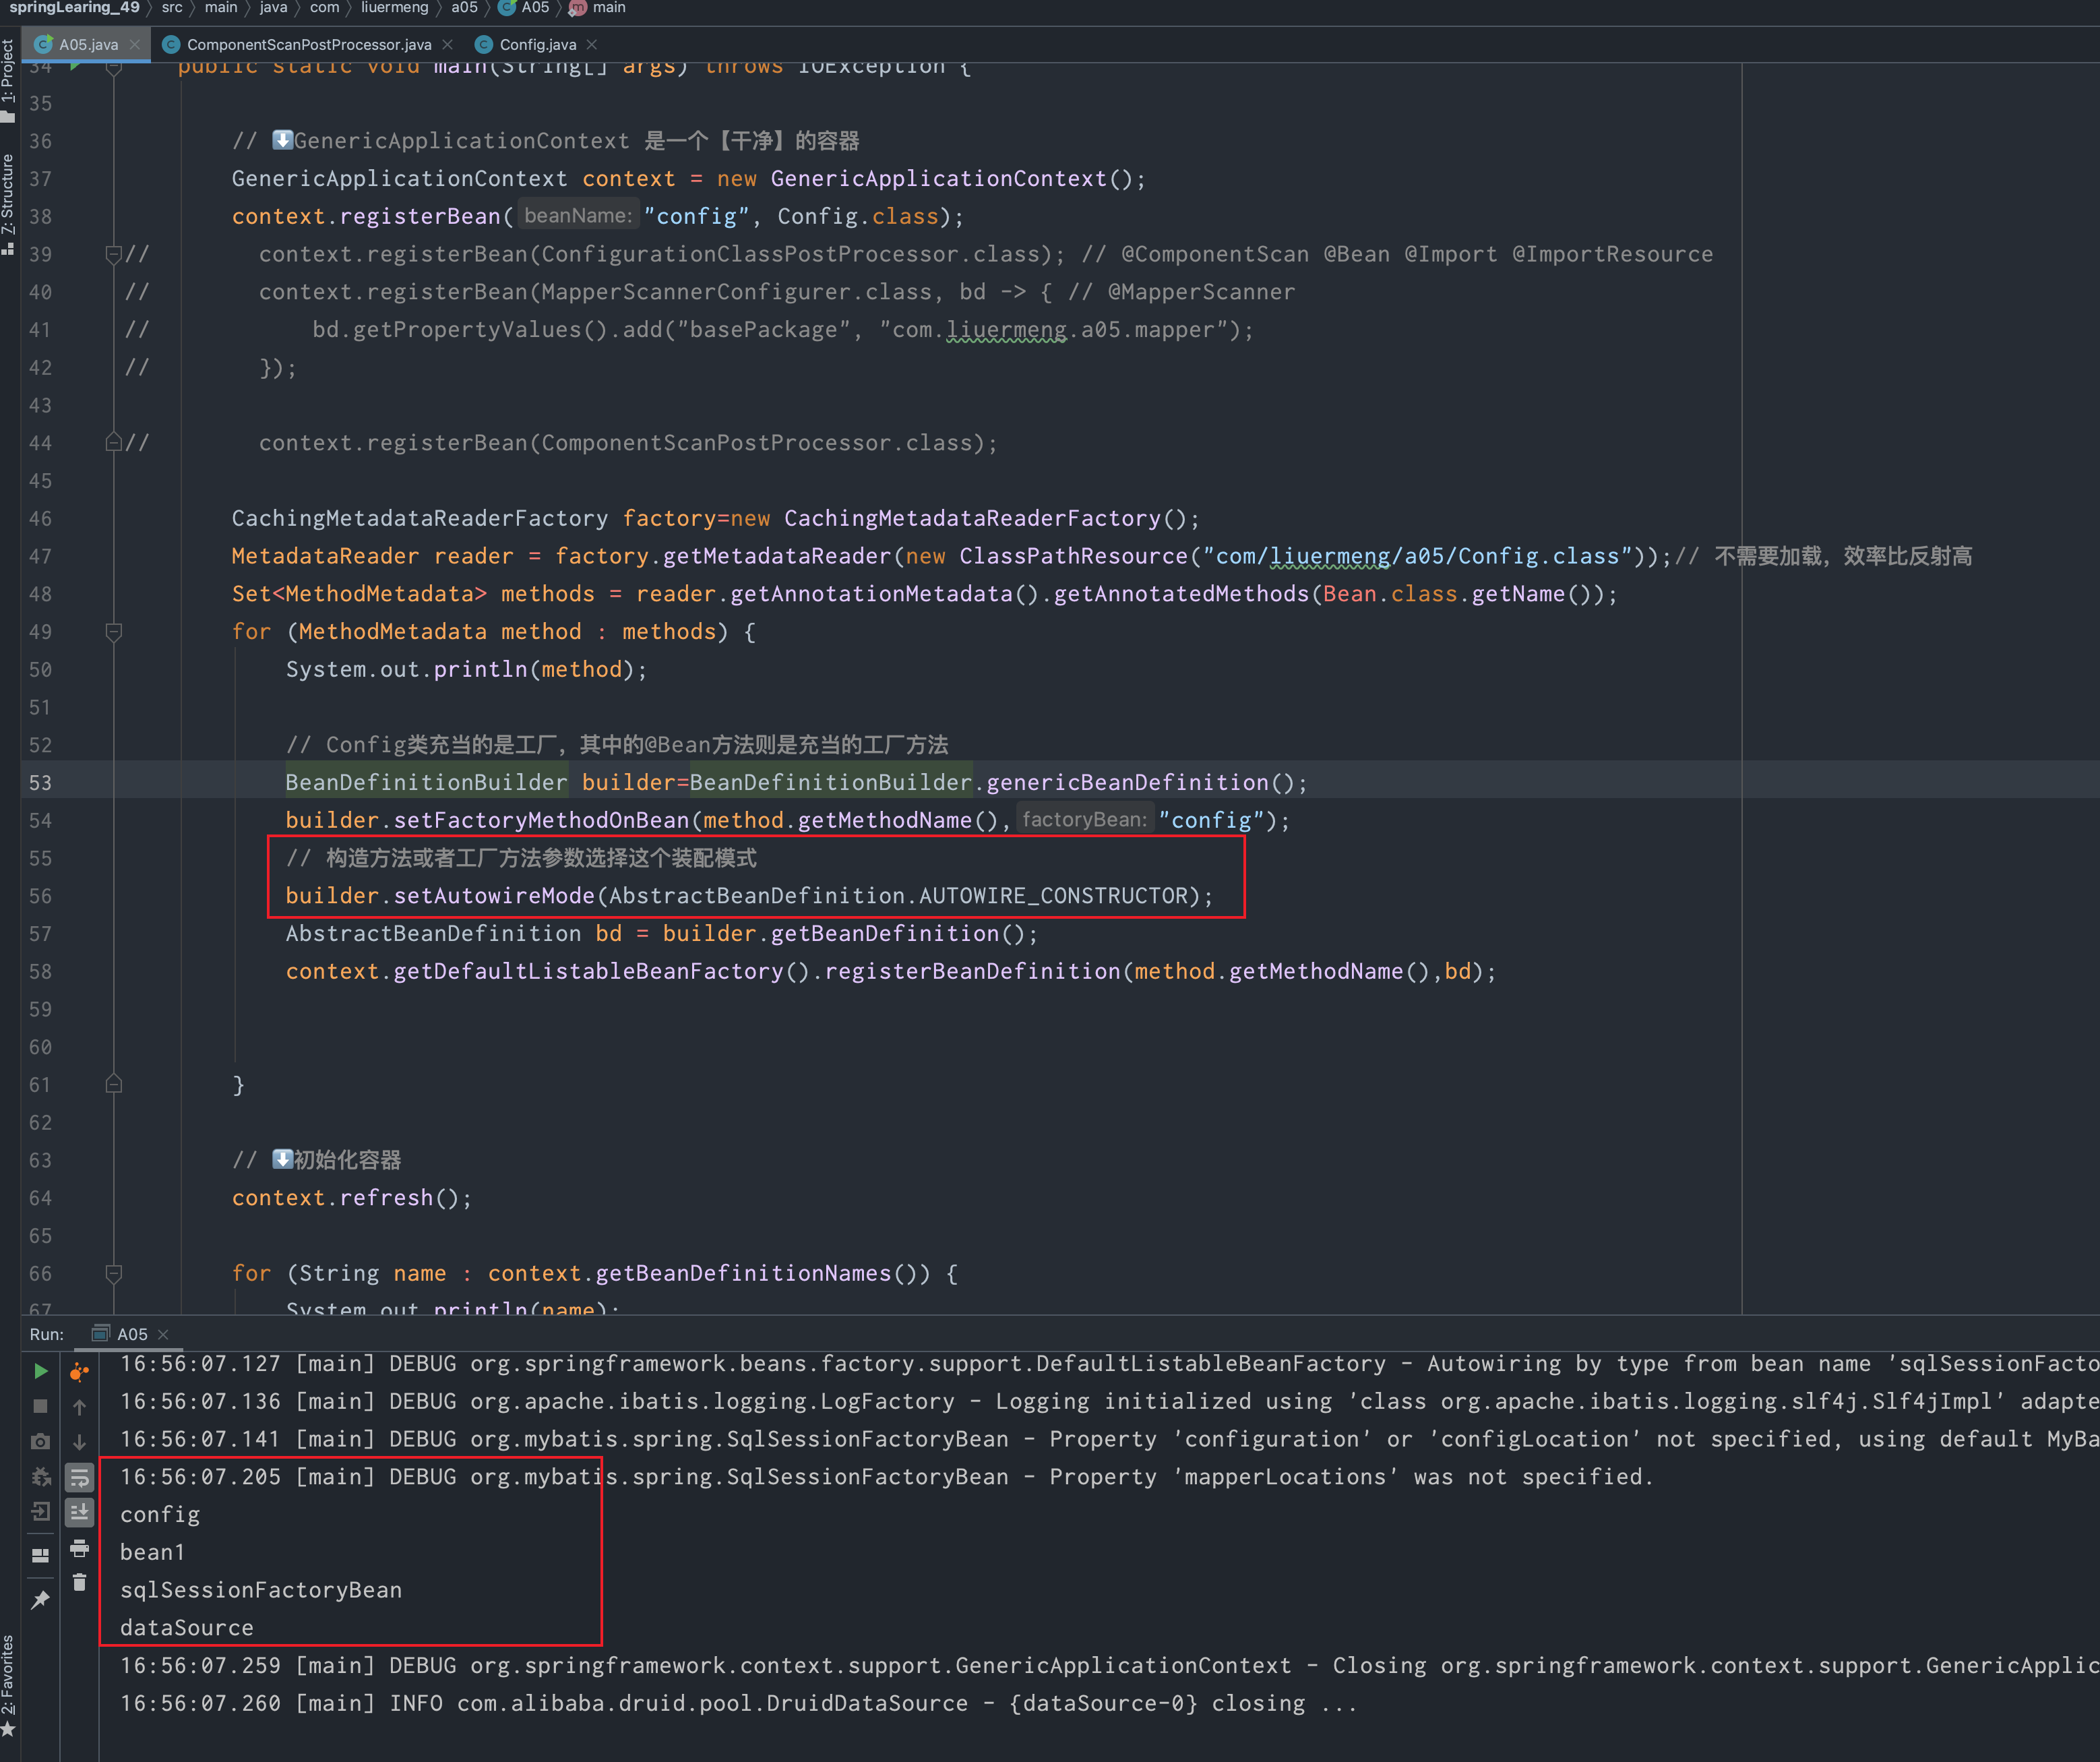 springLearing_49 〉 src 〉 main 〉 java 〉 com 〉 liuermeng 〉 a05 〉 A05 〉 main
A05.java
ComponentScanPostProcessor.java
Config.java
1: Project
7: Structure
2: Favorites
34 public static void main(String[] args) throws IOException {
35
36 // ⬇️GenericApplicationContext 是一个【干净】的容器
37 GenericApplicationContext context = new GenericApplicationContext();
38 context.registerBean( beanName: "config", Config.class);
39 // context.registerBean(ConfigurationClassPostProcessor.class); // @ComponentScan @Bean @Import @ImportResource
40 // context.registerBean(MapperScannerConfigurer.class, bd -> { // @MapperScanner
41 // bd.getPropertyValues().add("basePackage", "com.liuermeng.a05.mapper");
42 // });
43
44 // context.registerBean(ComponentScanPostProcessor.class);
45
46 CachingMetadataReaderFactory factory=new CachingMetadataReaderFactory();
47 MetadataReader reader = factory.getMetadataReader(new ClassPathResource("com/liuermeng/a05/Config.class"));// 不需要加载，效率比反射高
48 Set<MethodMetadata> methods = reader.getAnnotationMetadata().getAnnotatedMethods(Bean.class.getName());
49 for (MethodMetadata method : methods) {
50 System.out.println(method);
51
52 // Config类充当的是工厂，其中的@Bean方法则是充当的工厂方法
53 BeanDefinitionBuilder builder=BeanDefinitionBuilder.genericBeanDefinition();
54 builder.setFactoryMethodOnBean(method.getMethodName(), factoryBean: "config");
55 // 构造方法或者工厂方法参数选择这个装配模式
56 builder.setAutowireMode(AbstractBeanDefinition.AUTOWIRE_CONSTRUCTOR);
57 AbstractBeanDefinition bd = builder.getBeanDefinition();
58 context.getDefaultListableBeanFactory().registerBeanDefinition(method.getMethodName(),bd);
59
60
61 }
62
63 // ⬇️初始化容器
64 context.refresh();
65
66 for (String name : context.getBeanDefinitionNames()) {
67 System.out.println(name);
Run: A05
16:56:07.127 [main] DEBUG org.springframework.beans.factory.support.DefaultListableBeanFactory - Autowiring by type from bean name 'sqlSessionFacto
16:56:07.136 [main] DEBUG org.apache.ibatis.logging.LogFactory - Logging initialized using 'class org.apache.ibatis.logging.slf4j.Slf4jImpl' adapte
16:56:07.141 [main] DEBUG org.mybatis.spring.SqlSessionFactoryBean - Property 'configuration' or 'configLocation' not specified, using default MyBa
16:56:07.205 [main] DEBUG org.mybatis.spring.SqlSessionFactoryBean - Property 'mapperLocations' was not specified.
config
bean1
sqlSessionFactoryBean
dataSource
16:56:07.259 [main] DEBUG org.springframework.context.support.GenericApplicationContext - Closing org.springframework.context.support.GenericApplic
16:56:07.260 [main] INFO com.alibaba.druid.pool.DruidDataSource - {dataSource-0} closing ...